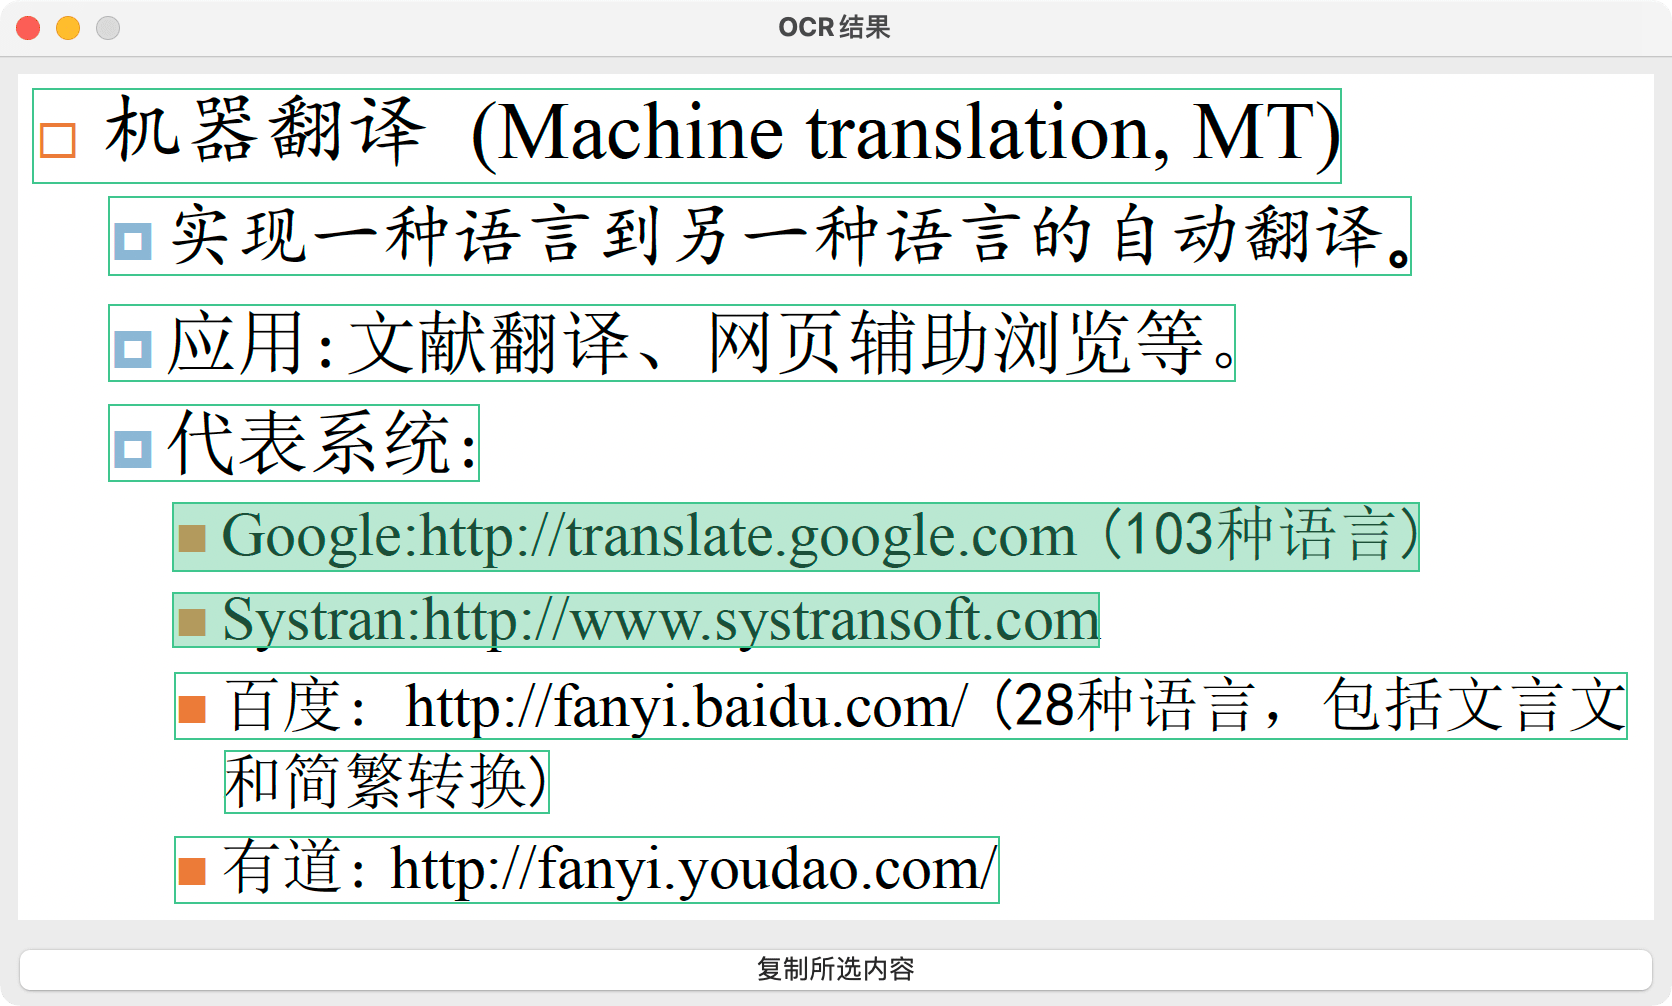 OCR 结果
机器翻译 (Machine translation, MT)
实现一种语言到另一种语言的自动翻译。
应用:文献翻译、网页辅助浏览等。
代表系统:
Google:http://translate.google.com (103种语言)
Systran:http://www.systransoft.com
百度：http://fanyi.baidu.com/ (28种语言，包括文言文
和简繁转换)
有道：http://fanyi.youdao.com/
复制所选内容